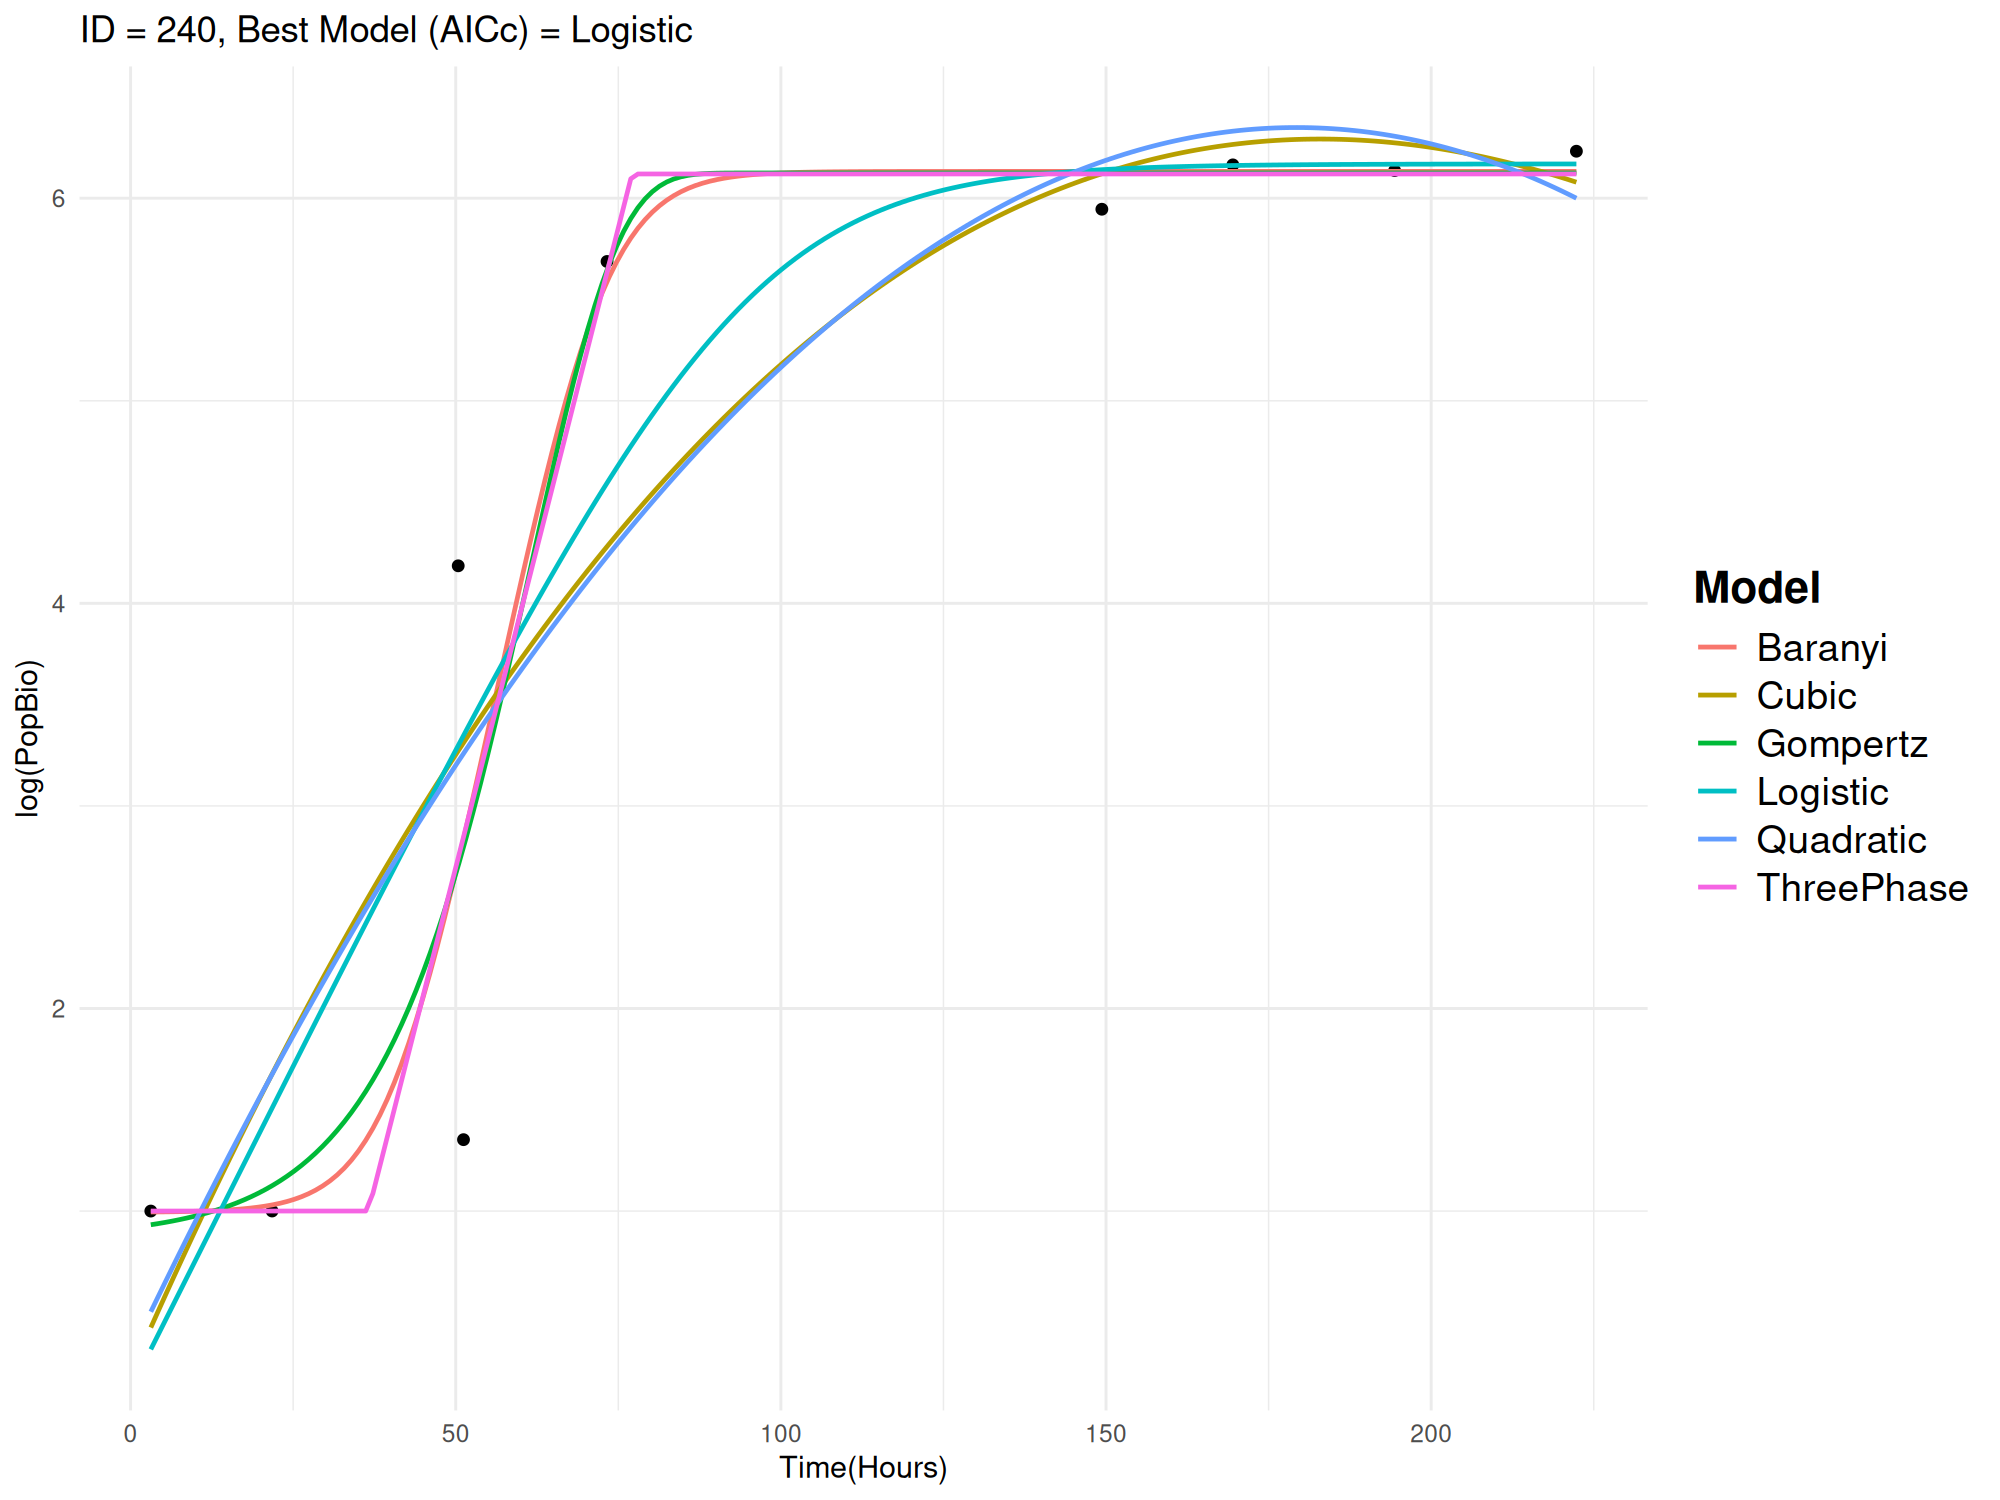 ID = 240, Best Model (AICc) = Logistic
6
4
2
log(PopBio)
0
50
100
150
200
Time(Hours)
Model
Baranyi
Cubic
Gompertz
Logistic
Quadratic
ThreePhase